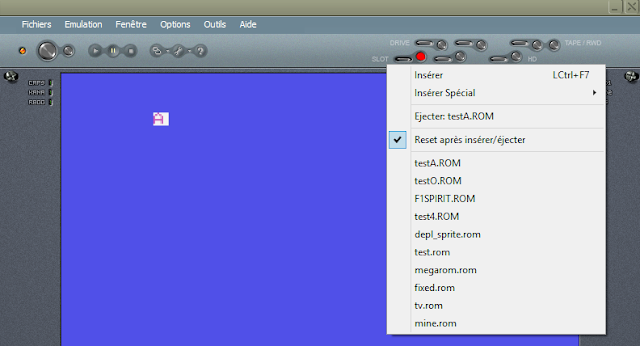 Fichiers Emulation Fenêtre Options Outils Aide
DRIVE TAPE / RWD
SLOT HD
CAPS
KANA
A
Insérer LCtrl+F7
Insérer Spécial
Ejecter: testA.ROM
Reset après insérer/éjecter
testA.ROM
testO.ROM
F1SPIRIT.ROM
test4.ROM
depl_sprite.rom
test.rom
megarom.rom
fixed.rom
tv.rom
mine.rom